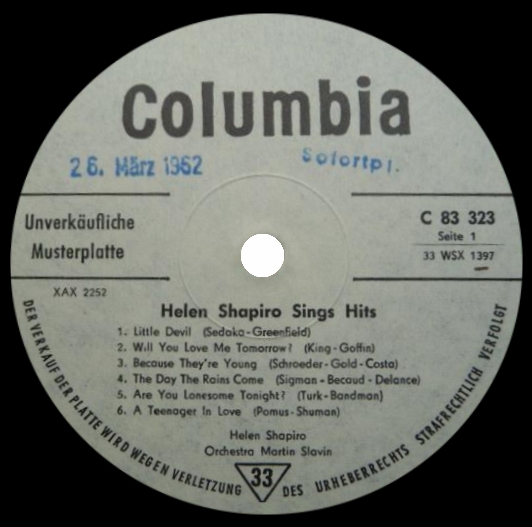 Columbia
26. März 1962
Sofortpl.
Unverkäufliche
Musterplatte
C 83 323
Seite 1
33 WSX 1397
XAX 2252
Helen Shapiro Sings Hits
1. Little Devil (Sedaka-Greenfield)
2. Will You Love Me Tomorrow? (King-Goffin)
3. Because They're Young (Schroeder-Gold-Costa)
4. The Day The Rains Come (Sigman-Becaud-Delance)
5. Are You Lonesome Tonight? (Turk-Bandman)
6. A Teenager In Love (Pomus-Shuman)
Helen Shapiro
Orchestra Martin Slavin
33
DER VERKAUF DER PLATTE WIRD WEGEN VERLETZUNG DES URHEBERRECHTS STRAFRECHTLICH VERFOLGT